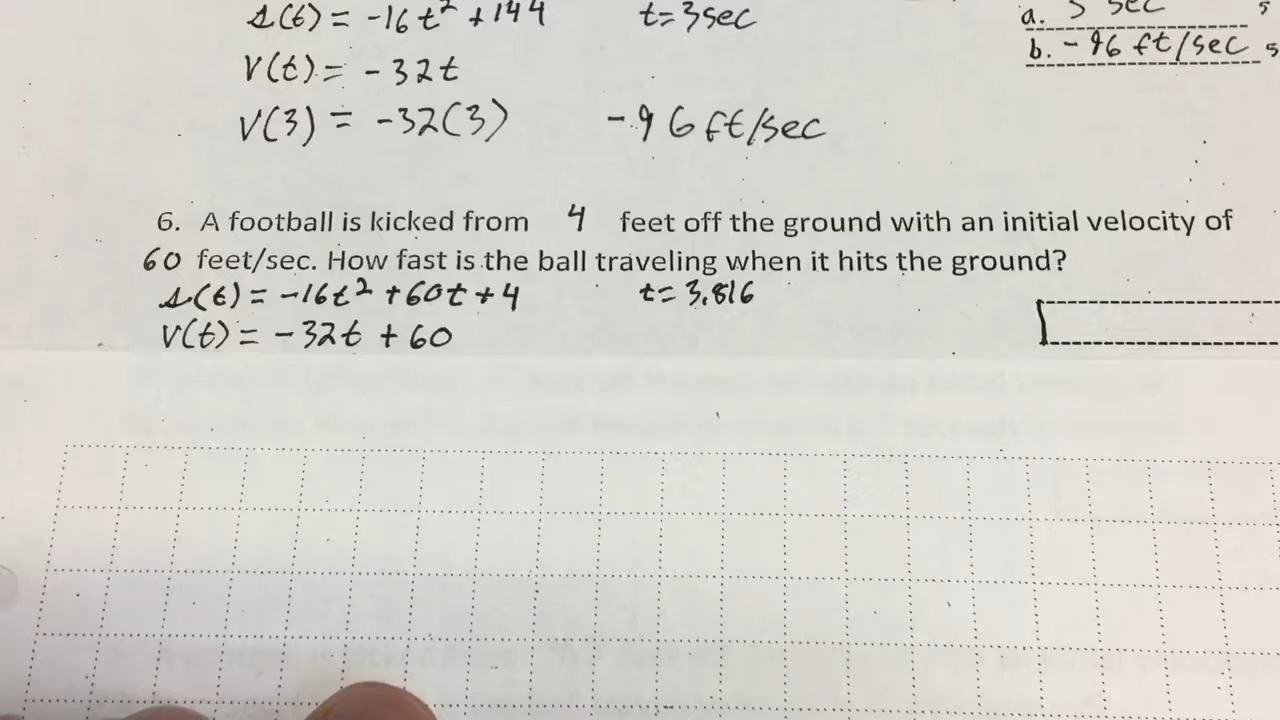 s(t) = -16t² + 144 t = 3 sec
a. 3 sec
V(t) = -32t
b. -96 ft/sec
V(3) = -32(3) -96 ft/sec
6. A football is kicked from 4 feet off the ground with an initial velocity of
60 feet/sec. How fast is the ball traveling when it hits the ground?
s(t) = -16t² + 60t + 4 t = 3.816
V(t) = -32t + 60